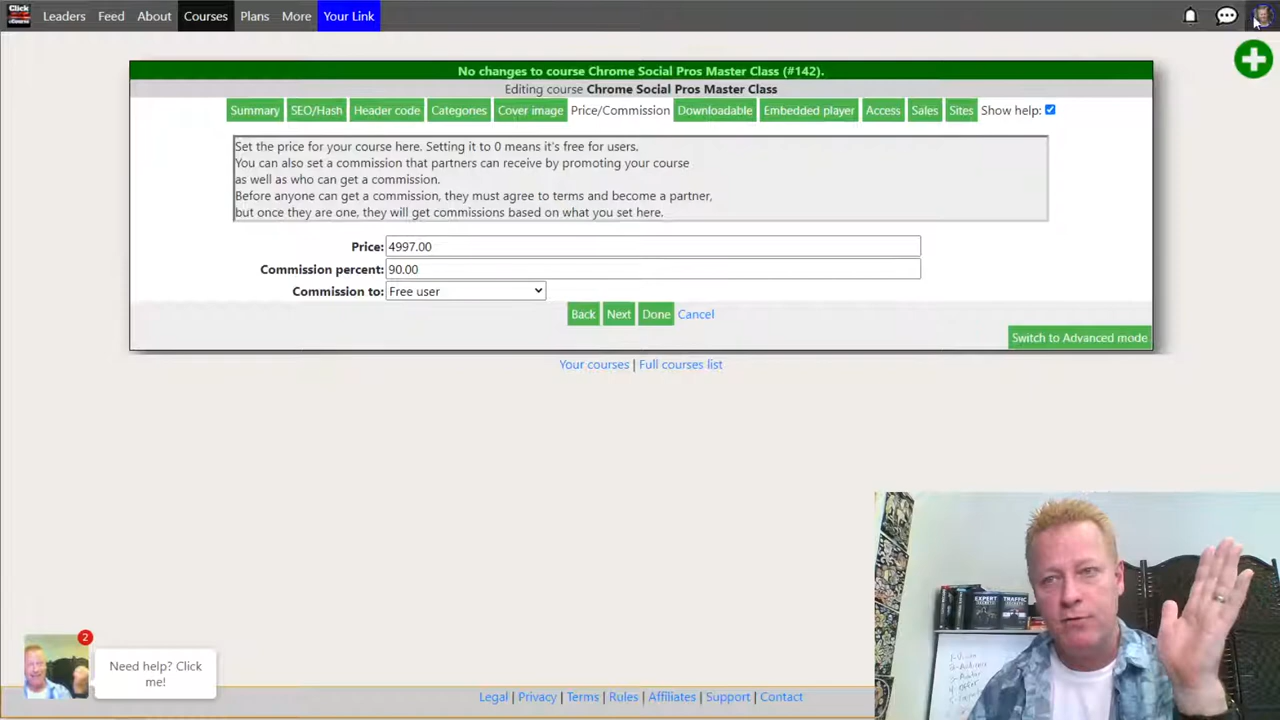 Click
Leaders Feed About Courses Plans More Your Link
No changes to course Chrome Social Pros Master Class (#142).
Editing course Chrome Social Pros Master Class
Summary SEO/Hash Header code Categories Cover image Price/Commission Downloadable Embedded player Access Sales Sites Show help:
Set the price for your course here. Setting it to 0 means it's free for users.
You can also set a commission that partners can receive by promoting your course
as well as who can get a commission.
Before anyone can get a commission, they must agree to terms and become a partner,
but once they are one, they will get commissions based on what you set here.
Price: 4997.00
Commission percent: 90.00
Commission to: Free user
Back Next Done Cancel
Switch to Advanced mode
Your courses | Full courses list
EXPERT
SECRETS
TRAFFIC
SECRETS
2
Need help? Click
me!
Legal | Privacy | Terms | Rules | Affiliates | Support | Contact